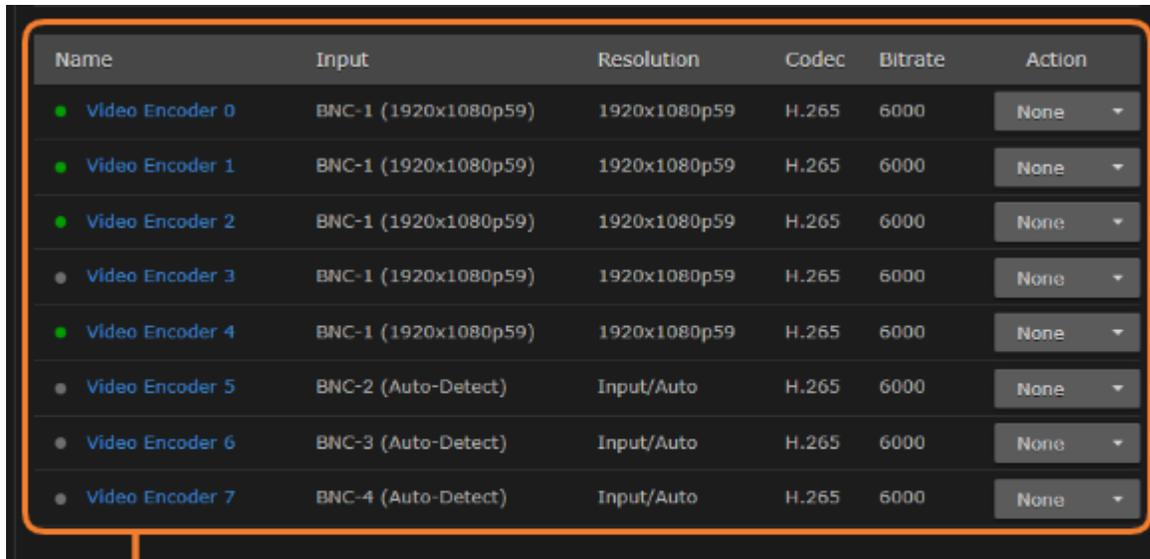 Name Input Resolution Codec Bitrate Action
Video Encoder 0 BNC-1 (1920x1080p59) 1920x1080p59 H.265 6000 None
Video Encoder 1 BNC-1 (1920x1080p59) 1920x1080p59 H.265 6000 None
Video Encoder 2 BNC-1 (1920x1080p59) 1920x1080p59 H.265 6000 None
Video Encoder 3 BNC-1 (1920x1080p59) 1920x1080p59 H.265 6000 None
Video Encoder 4 BNC-1 (1920x1080p59) 1920x1080p59 H.265 6000 None
Video Encoder 5 BNC-2 (Auto-Detect) Input/Auto H.265 6000 None
Video Encoder 6 BNC-3 (Auto-Detect) Input/Auto H.265 6000 None
Video Encoder 7 BNC-4 (Auto-Detect) Input/Auto H.265 6000 None